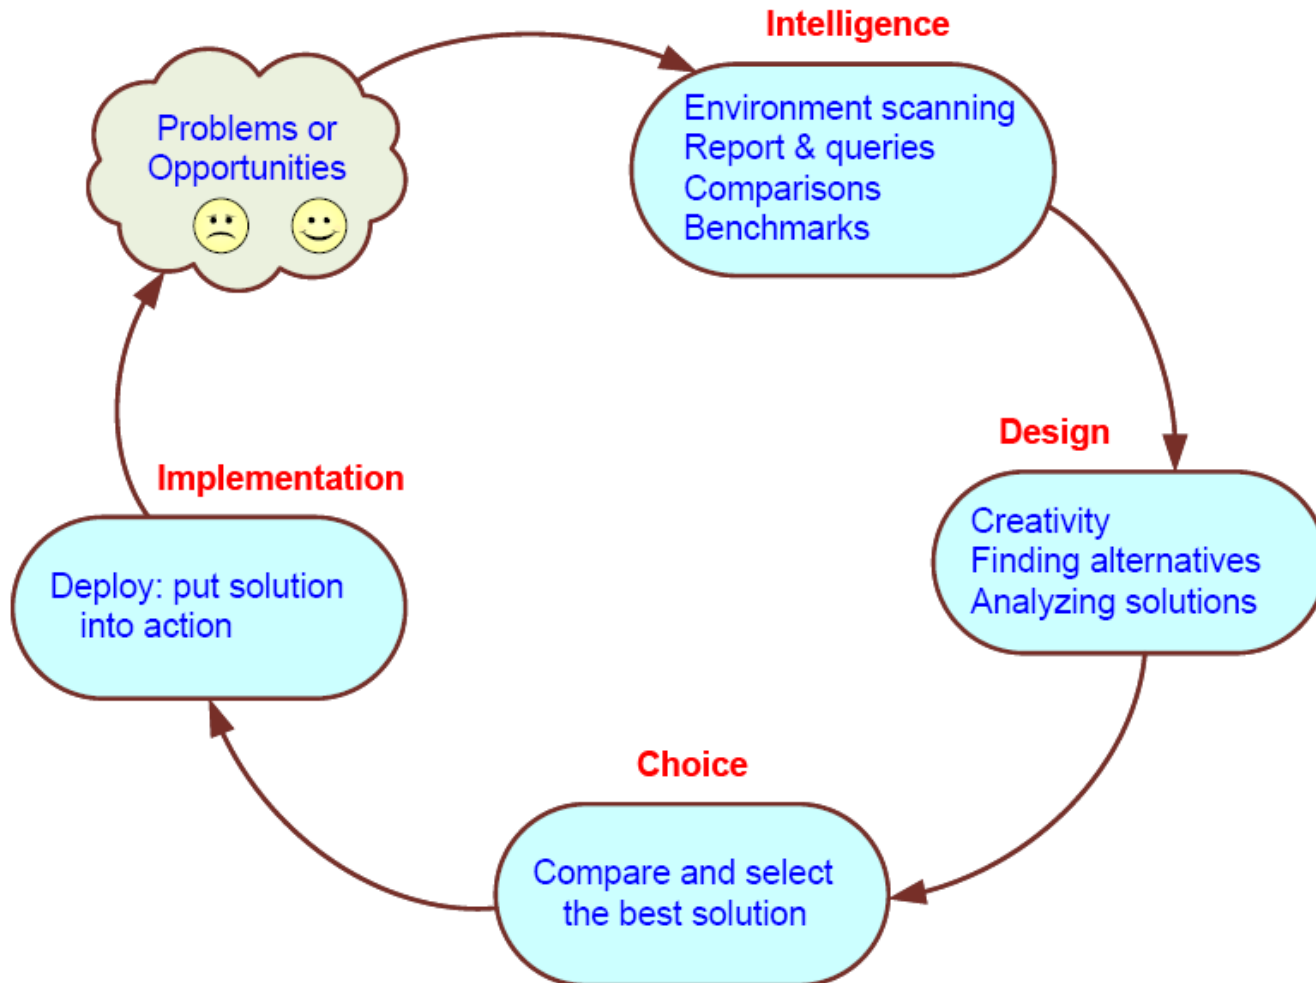 Problems or
Opportunities
Intelligence
Environment scanning
Report & queries
Comparisons
Benchmarks
Design
Creativity
Finding alternatives
Analyzing solutions
Choice
Compare and select
the best solution
Implementation
Deploy: put solution
into action